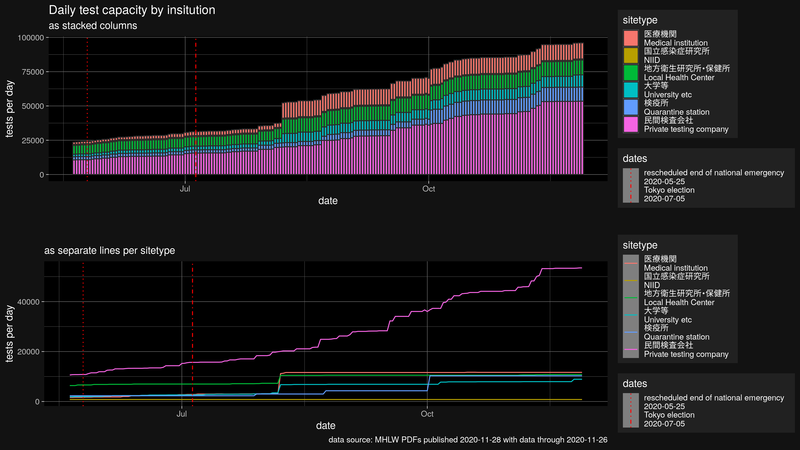 Daily test capacity by insitution
as stacked columns
100000
75000
50000
25000
0
tests per day
Jul
Oct
date
sitetype
医療機関
Medical institution
国立感染症研究所
NIID
地方衛生研究所・保健所
Local Health Center
大学等
University etc
検疫所
Quarantine station
民間検査会社
Private testing company
dates
rescheduled end of national emergency
2020-05-25
Tokyo election
2020-07-05
as separate lines per sitetype
40000
20000
0
tests per day
Jul
Oct
date
sitetype
医療機関
Medical institution
国立感染症研究所
NIID
地方衛生研究所・保健所
Local Health Center
大学等
University etc
検疫所
Quarantine station
民間検査会社
Private testing company
dates
rescheduled end of national emergency
2020-05-25
Tokyo election
2020-07-05
data source: MHLW PDFs published 2020-11-28 with data through 2020-11-26